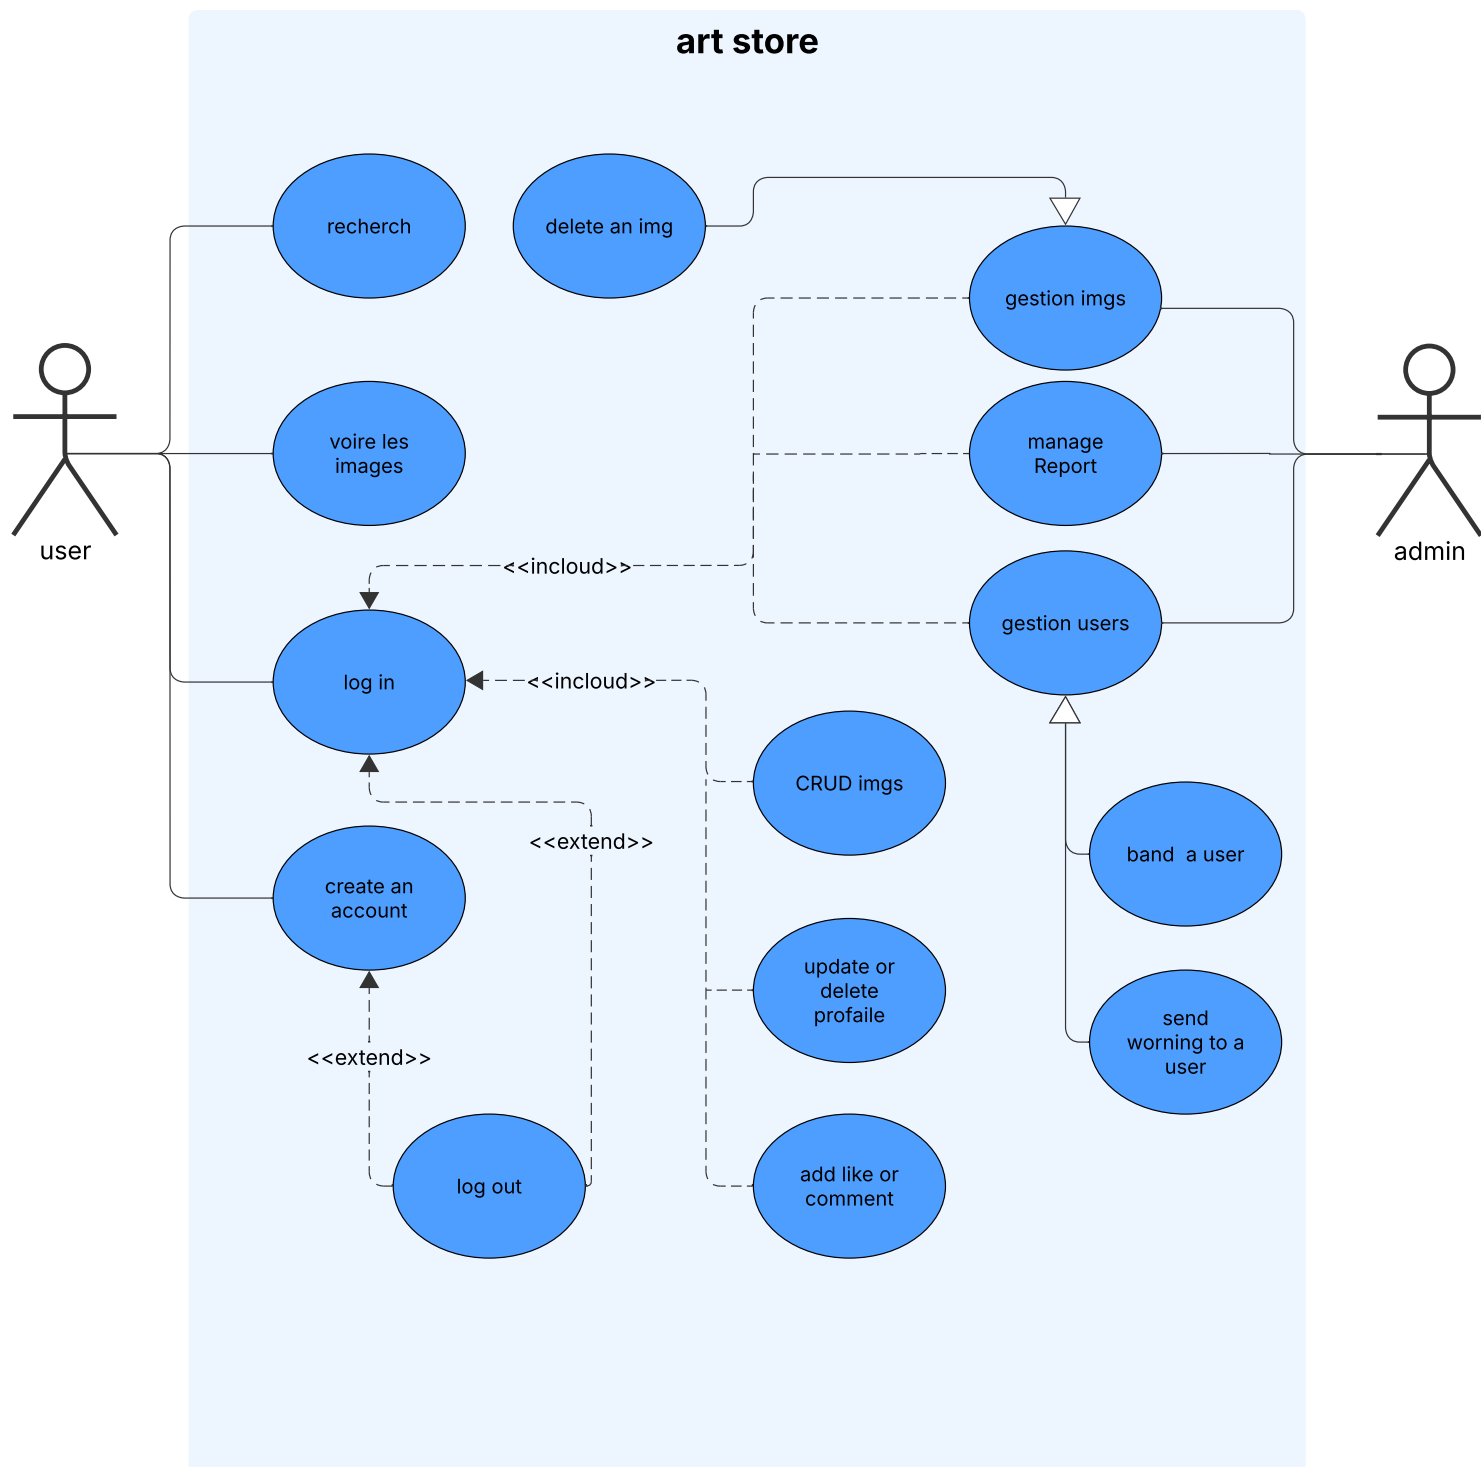 art store
recherch
delete an img
gestion imgs
voire les
images
manage
Report
user
admin
<<incloud>>
gestion users
log in
<<incloud>>
CRUD imgs
<<extend>>
band  a user
create an
account
update or
delete
profaile
send
worning to a
user
<<extend>>
log out
add like or
comment